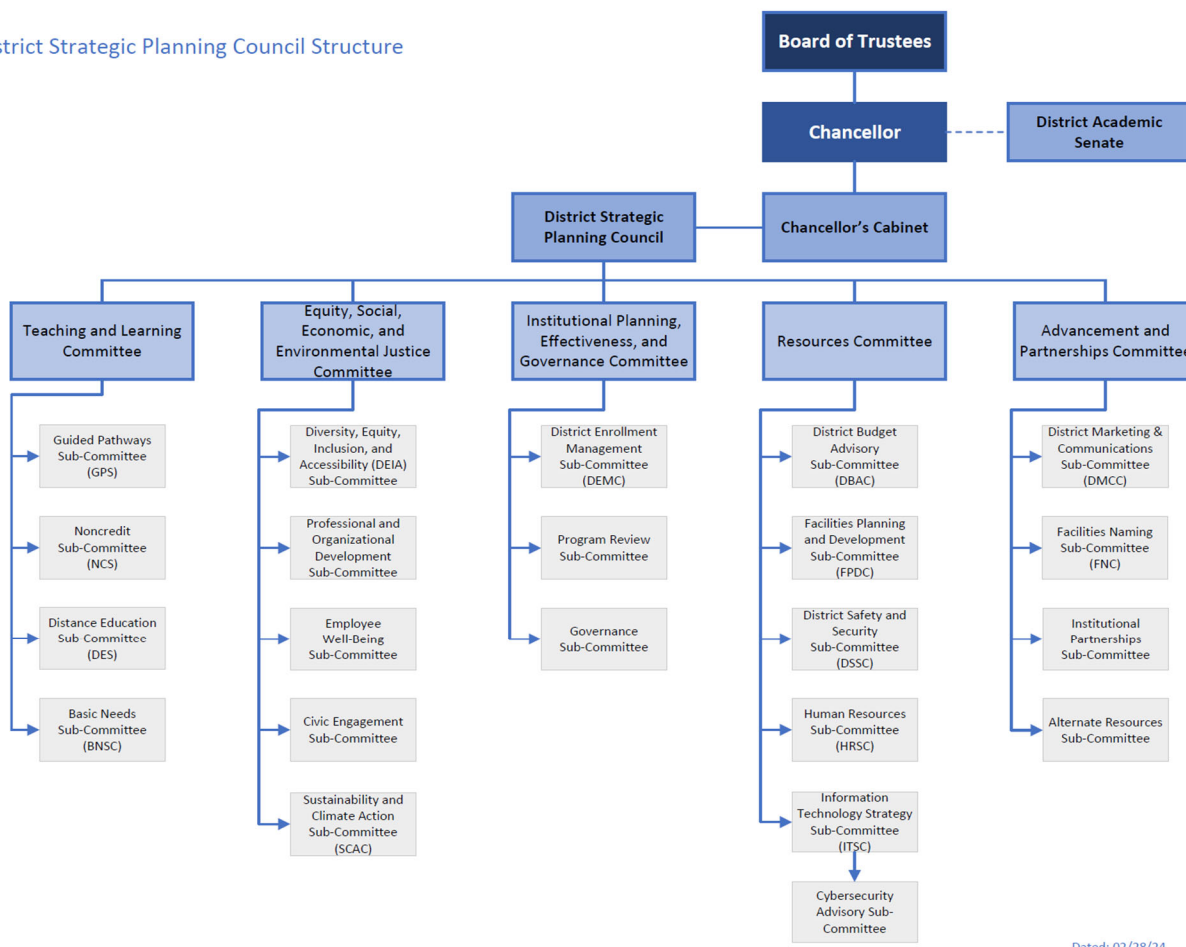 strict Strategic Planning Council Structure
Board of Trustees
Chancellor
District Academic
Senate
District Strategic
Planning Council
Chancellor’s Cabinet
Teaching and Learning
Committee
Equity, Social,
Economic, and
Environmental Justice
Committee
Institutional Planning,
Effectiveness, and
Governance Committee
Resources Committee
Advancement and
Partnerships Committee
Guided Pathways
Sub-Committee
(GPS)
Noncredit
Sub-Committee
(NCS)
Distance Education
Sub-Committee
(DES)
Basic Needs
Sub-Committee
(BNSC)
Diversity, Equity,
Inclusion, and
Accessibility (DEIA)
Sub-Committee
Professional and
Organizational
Development
Sub-Committee
Employee
Well-Being
Sub-Committee
Civic Engagement
Sub-Committee
Sustainability and
Climate Action
Sub-Committee
(SCAC)
District Enrollment
Management
Sub-Committee
(DEMC)
Program Review
Sub-Committee
Governance
Sub-Committee
District Budget
Advisory
Sub-Committee
(DBAC)
Facilities Planning
and Development
Sub-Committee
(FPDC)
District Safety and
Security
Sub-Committee
(DSSC)
Human Resources
Sub-Committee
(HRSC)
Information
Technology Strategy
Sub-Committee
(ITSC)
Cybersecurity
Advisory Sub-
Committee
District Marketing &
Communications
Sub-Committee
(DMCC)
Facilities Naming
Sub-Committee
(FNC)
Institutional
Partnerships
Sub-Committee
Alternate Resources
Sub-Committee
Dated: